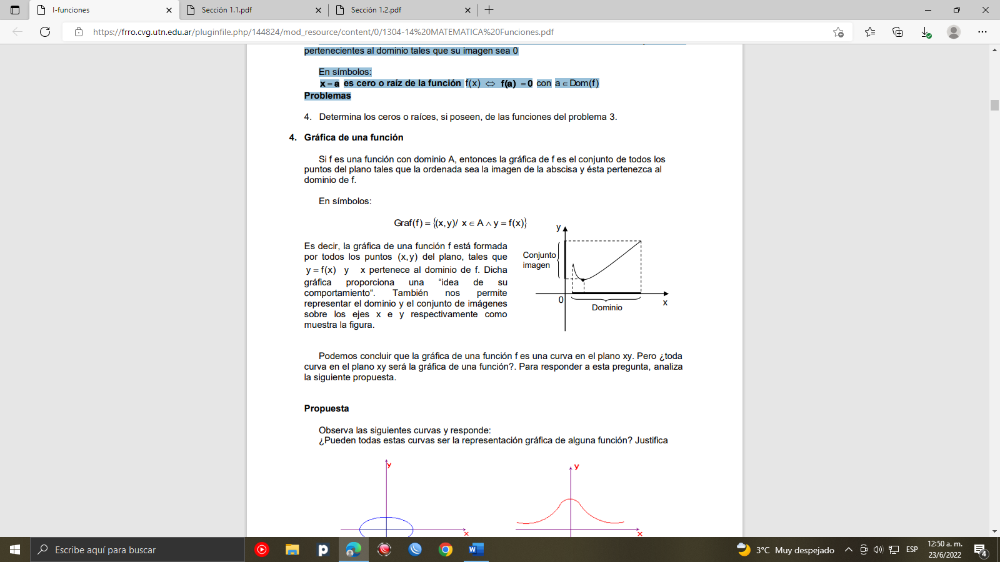 I-funciones
Sección 1.1.pdf
Sección 1.2.pdf
https://frro.cvg.utn.edu.ar/pluginfile.php/144824/mod_resource/content/0/1304-14%20MATEMATICA%20Funciones.pdf
pertenecientes al dominio tales que su imagen sea 0
En símbolos:
x = a es cero o raíz de la función f(x) ⇔ f(a) = 0 con a ∈ Dom(f)
Problemas
4. Determina los ceros o raíces, si poseen, de las funciones del problema 3.
4. Gráfica de una función
Si f es una función con dominio A, entonces la gráfica de f es el conjunto de todos los
puntos del plano tales que la ordenada sea la imagen de la abscisa y ésta pertenezca al
dominio de f.
En símbolos:
Graf(f) = {(x,y)/ x ∈ A ∧ y = f(x)}
Es decir, la gráfica de una función f está formada
por todos los puntos (x,y) del plano, tales que
y = f(x) y x pertenece al dominio de f. Dicha
gráfica proporciona una “idea de su
comportamiento“. También nos permite
representar el dominio y el conjunto de imágenes
sobre los ejes x e y respectivamente como
muestra la figura.
y
Conjunto
imagen
0
Dominio
x
Podemos concluir que la gráfica de una función f es una curva en el plano xy. Pero ¿toda
curva en el plano xy será la gráfica de una función?. Para responder a esta pregunta, analiza
la siguiente propuesta.
Propuesta
Observa las siguientes curvas y responde:
¿Pueden todas estas curvas ser la representación gráfica de alguna función? Justifica
y
x
y
x
Escribe aquí para buscar
3°C Muy despejado
ESP
12:50 a. m.
23/6/2022
4